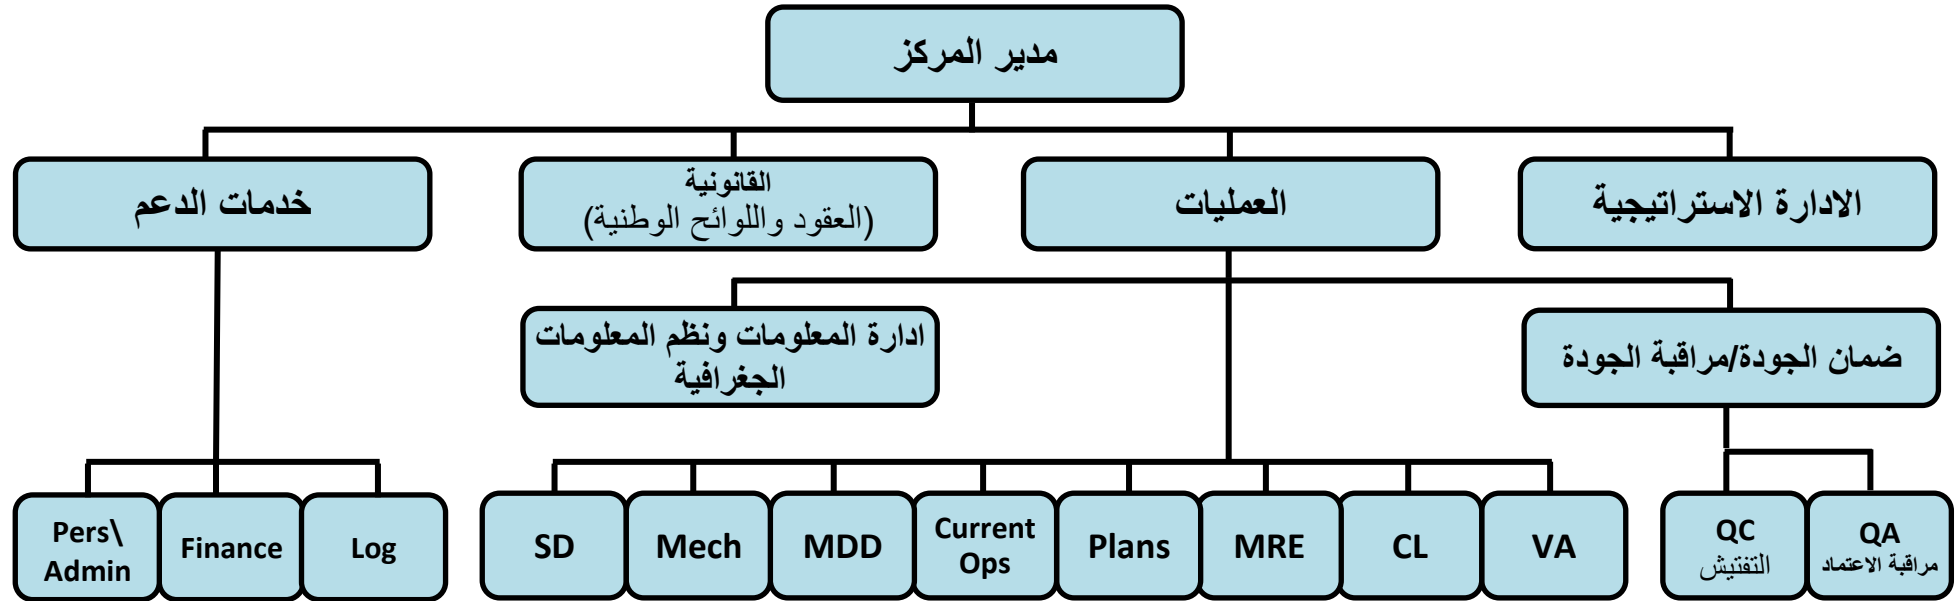 مدير المركز
الادارة الاستراتيجية
العمليات
القانونية
(العقود واللوائح الوطنية)
خدمات الدعم
ضمان الجودة/مراقبة الجودة
ادارة المعلومات ونظم المعلومات
الجغرافية
Pers\
Admin
Finance
Log
SD
Mech
MDD
Current
Ops
Plans
MRE
CL
VA
QC
التفتيش
QA
مراقبة الاعتماد